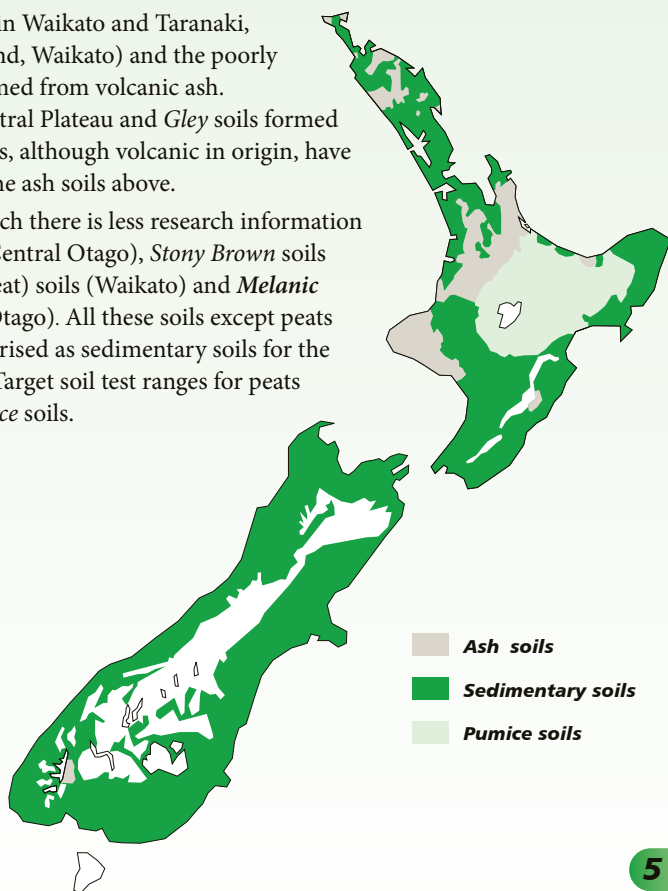 in Waikato and Taranaki,
nd, Waikato) and the poorly
ned from volcanic ash.
tral Plateau and Gley soils formed
s, although volcanic in origin, have
ne ash soils above.
ch there is less research information
Central Otago), Stony Brown soils
eat) soils (Waikato) and Melanic
Otago). All these soils except peats
rised as sedimentary soils for the
Target soil test ranges for peats
ice soils.
Ash soils
Sedimentary soils
Pumice soils
5